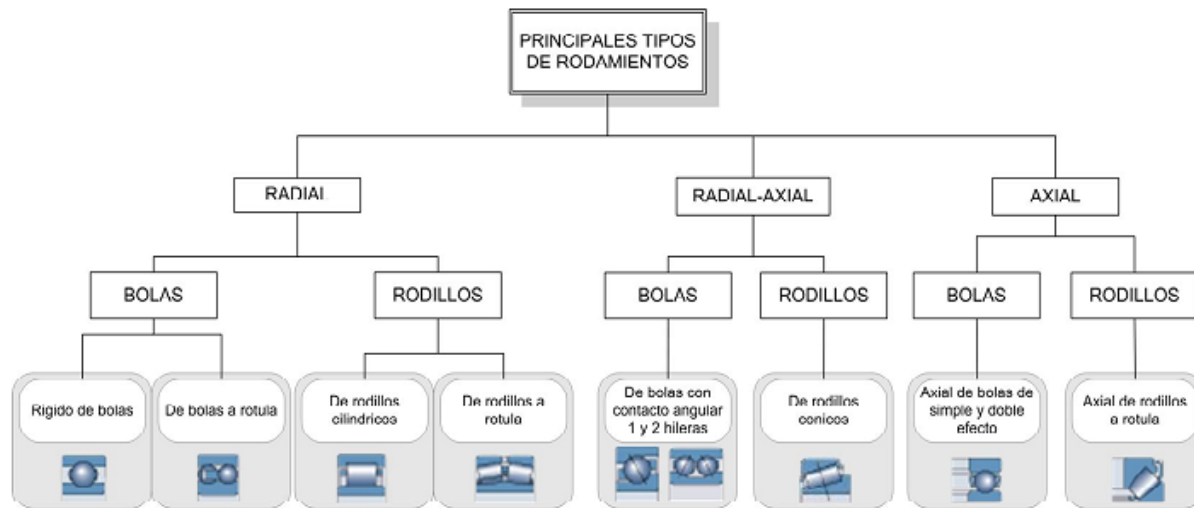 PRINCIPALES TIPOS
DE RODAMIENTOS
RADIAL
RADIAL-AXIAL
AXIAL
BOLAS
RODILLOS
BOLAS
RODILLOS
BOLAS
RODILLOS
Rigido de bolas
De bolas a rotula
De rodillos
cilindricos
De rodillos a
rotula
De bolas con
contacto angular
1 y 2 hileras
De rodillos
conicos
Axial de bolas de
simple y doble
efecto
Axial de rodillos
a rotula